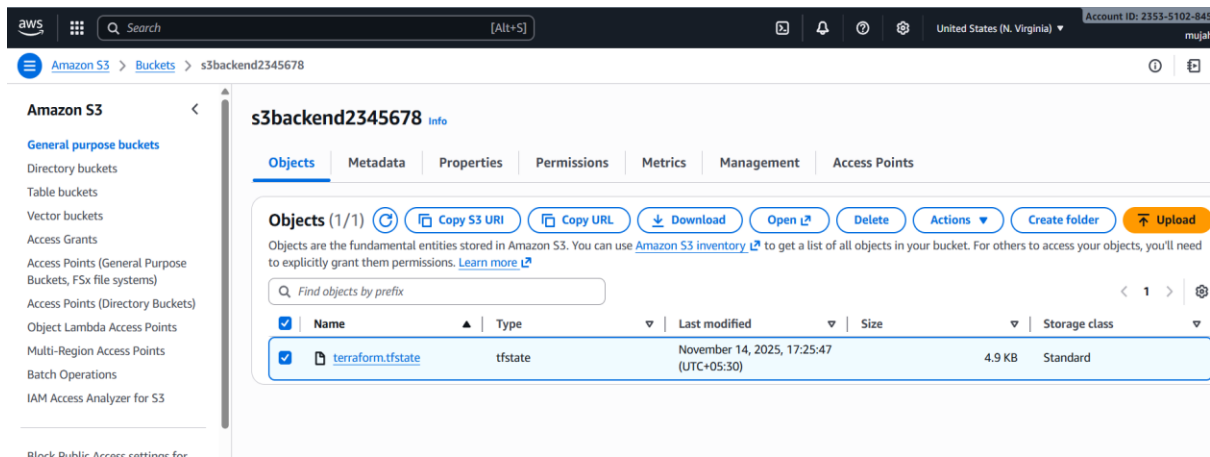 aws
Search
[Alt+S]
United States (N. Virginia) ▼
Account ID: 2353-5102-845
mujah
Amazon S3 > Buckets > s3backend2345678
Amazon S3
General purpose buckets
Directory buckets
Table buckets
Vector buckets
Access Grants
Access Points (General Purpose
Buckets, FSx file systems)
Access Points (Directory Buckets)
Object Lambda Access Points
Multi-Region Access Points
Batch Operations
IAM Access Analyzer for S3
Block Public Access settings for
s3backend2345678 Info
Objects Metadata Properties Permissions Metrics Management Access Points
Objects (1/1) Copy S3 URI Copy URL Download Open Delete Actions ▼ Create folder Upload
Objects are the fundamental entities stored in Amazon S3. You can use Amazon S3 inventory to get a list of all objects in your bucket. For others to access your objects, you'll need
to explicitly grant them permissions. Learn more
Find objects by prefix
< 1 >
Name Type Last modified Size Storage class
terraform.tfstate tfstate November 14, 2025, 17:25:47
(UTC+05:30) 4.9 KB Standard